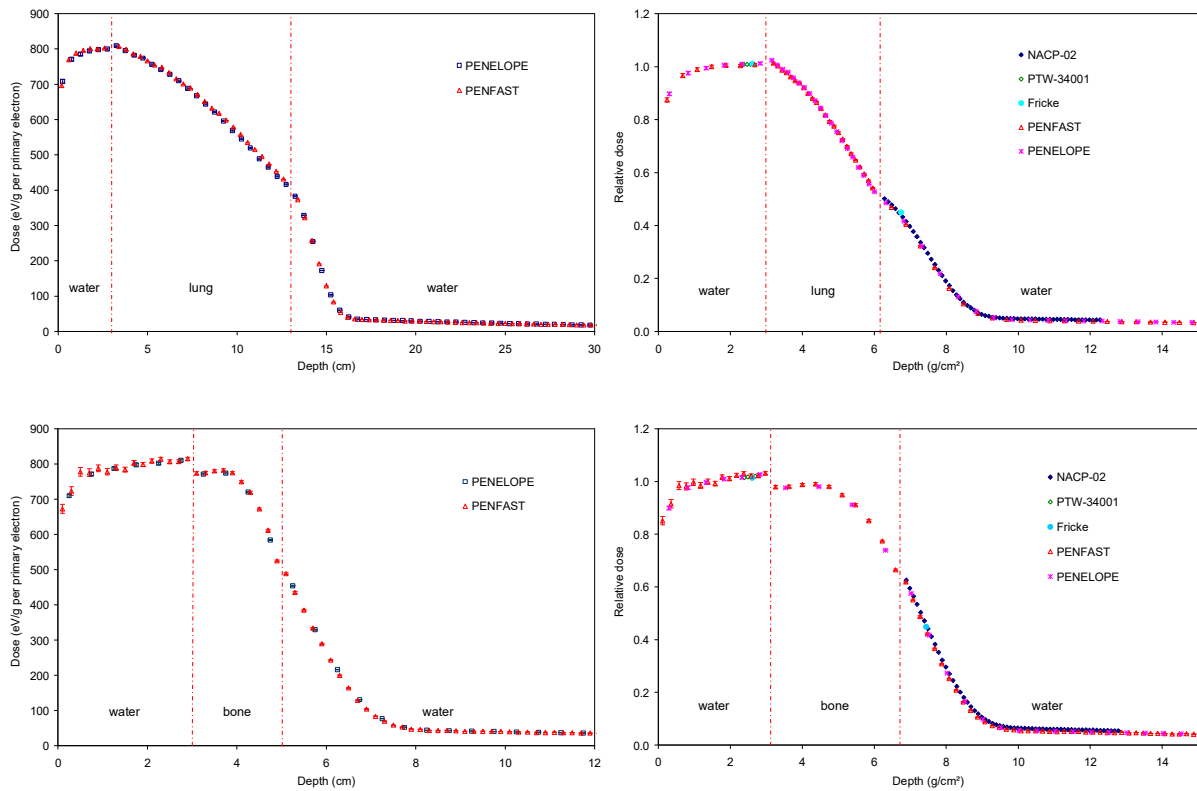 900
800
700
600
500
400
300
200
100
0
Dose (eV/g per primary electron)
PENELOPE
PENFAST
water
lung
water
0 5 10 15 20 25 30
Depth (cm)
1.2
1.0
0.8
0.6
0.4
0.2
0.0
Relative dose
NACP-02
PTW-34001
Fricke
PENFAST
PENELOPE
water
lung
water
0 2 4 6 8 10 12 14
Depth (g/cm²)
900
800
700
600
500
400
300
200
100
0
Dose (eV/g per primary electron)
PENELOPE
PENFAST
water
bone
water
0 2 4 6 8 10 12
Depth (cm)
1.2
1.0
0.8
0.6
0.4
0.2
0.0
Relative dose
NACP-02
PTW-34001
Fricke
PENFAST
PENELOPE
water
bone
water
0 2 4 6 8 10 12 14
Depth (g/cm²)